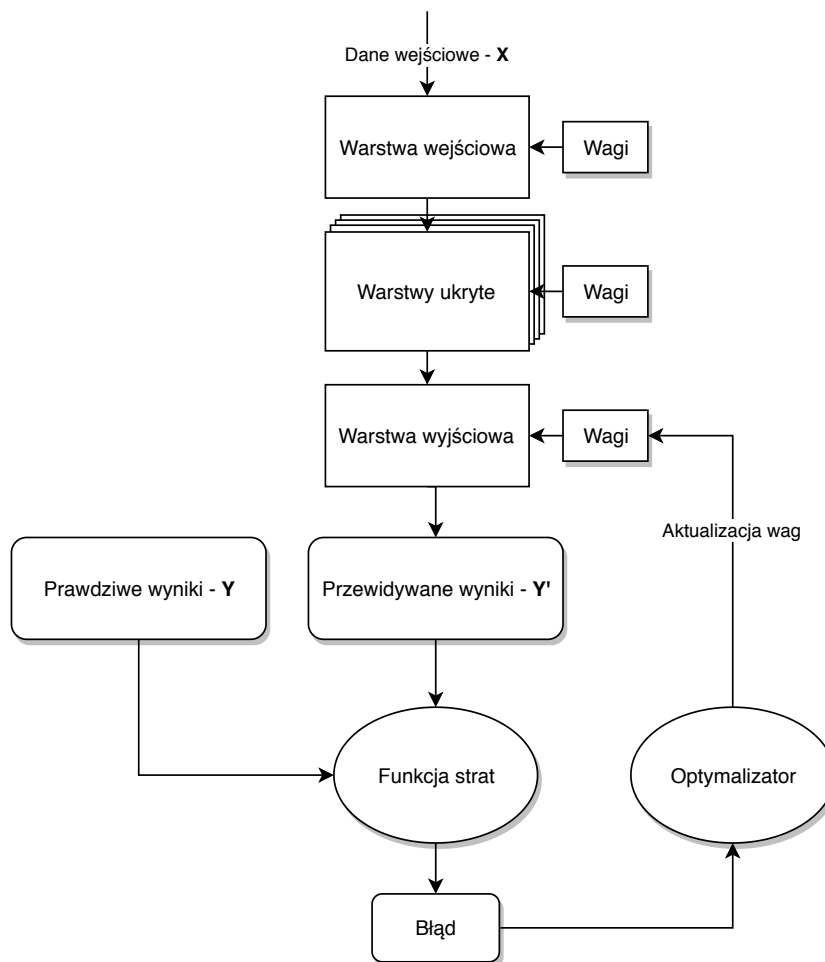 Dane wejściowe - X
Warstwa wejściowa
Wagi
Warstwy ukryte
Wagi
Warstwa wyjściowa
Wagi
Aktualizacja wag
Prawdziwe wyniki - Y
Przewidywane wyniki - Y'
Funkcja strat
Optymalizator
Błąd